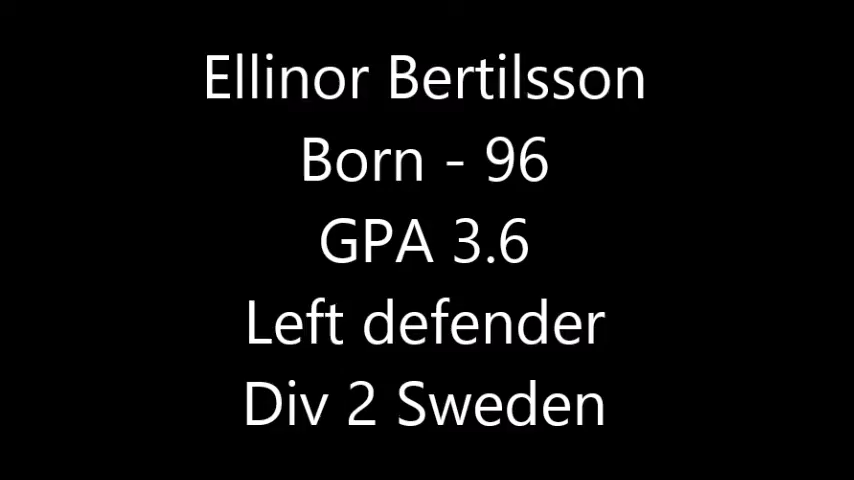 Ellinor Bertilsson
Born - 96
GPA 3.6
Left defender
Div 2 Sweden